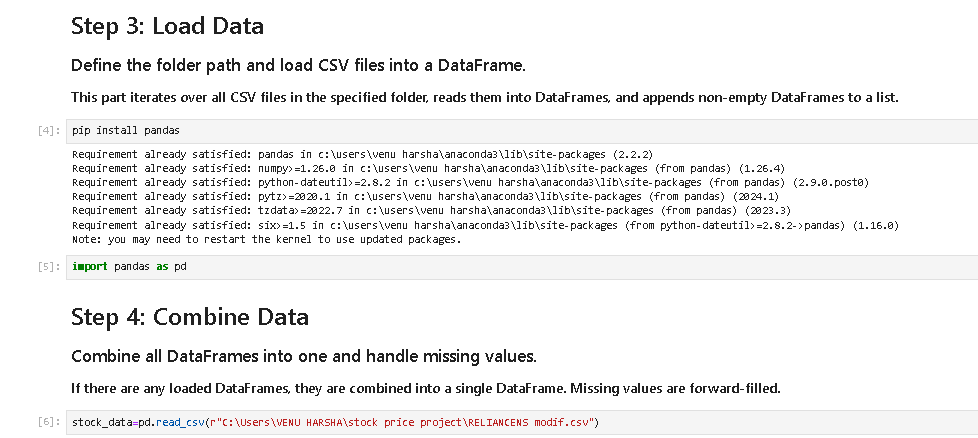 Step 3: Load Data
Define the folder path and load CSV files into a DataFrame.
This part iterates over all CSV files in the specified folder, reads them into DataFrames, and appends non-empty DataFrames to a list.
[4]: pip install pandas
Requirement already satisfied: pandas in c:\users\venu harsha\anaconda3\lib\site-packages (2.2.2)
Requirement already satisfied: numpy>=1.26.0 in c:\users\venu harsha\anaconda3\lib\site-packages (from pandas) (1.26.4)
Requirement already satisfied: python-dateutil>=2.8.2 in c:\users\venu harsha\anaconda3\lib\site-packages (from pandas) (2.9.0.post0)
Requirement already satisfied: pytz>=2020.1 in c:\users\venu harsha\anaconda3\lib\site-packages (from pandas) (2024.1)
Requirement already satisfied: tzdata>=2022.7 in c:\users\venu harsha\anaconda3\lib\site-packages (from pandas) (2023.3)
Requirement already satisfied: six>=1.5 in c:\users\venu harsha\anaconda3\lib\site-packages (from python-dateutil>=2.8.2->pandas) (1.16.0)
Note: you may need to restart the kernel to use updated packages.
[5]: import pandas as pd
Step 4: Combine Data
Combine all DataFrames into one and handle missing values.
If there are any loaded DataFrames, they are combined into a single DataFrame. Missing values are forward-filled.
[6]: stock_data=pd.read_csv(r"C:\Users\VENU HARSHA\stock price project\RELIANCENS modif.csv")